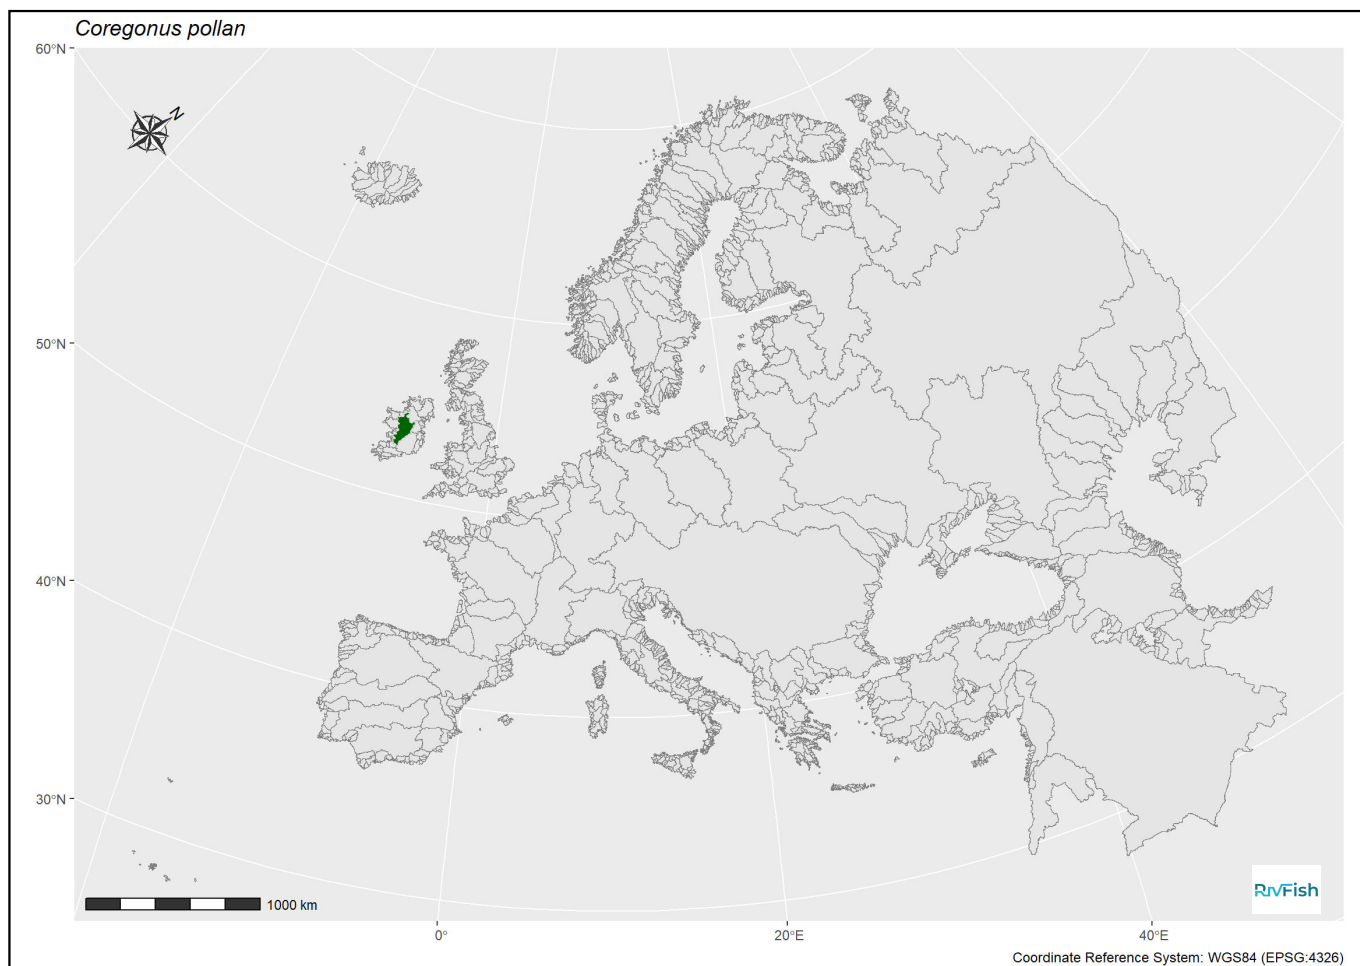 Coregonus pollan
60°N
N
50°N
40°N
30°N
1000 km
RIVFISH
0°
20°E
40°E
Coordinate Reference System: WGS84 (EPSG:4326)